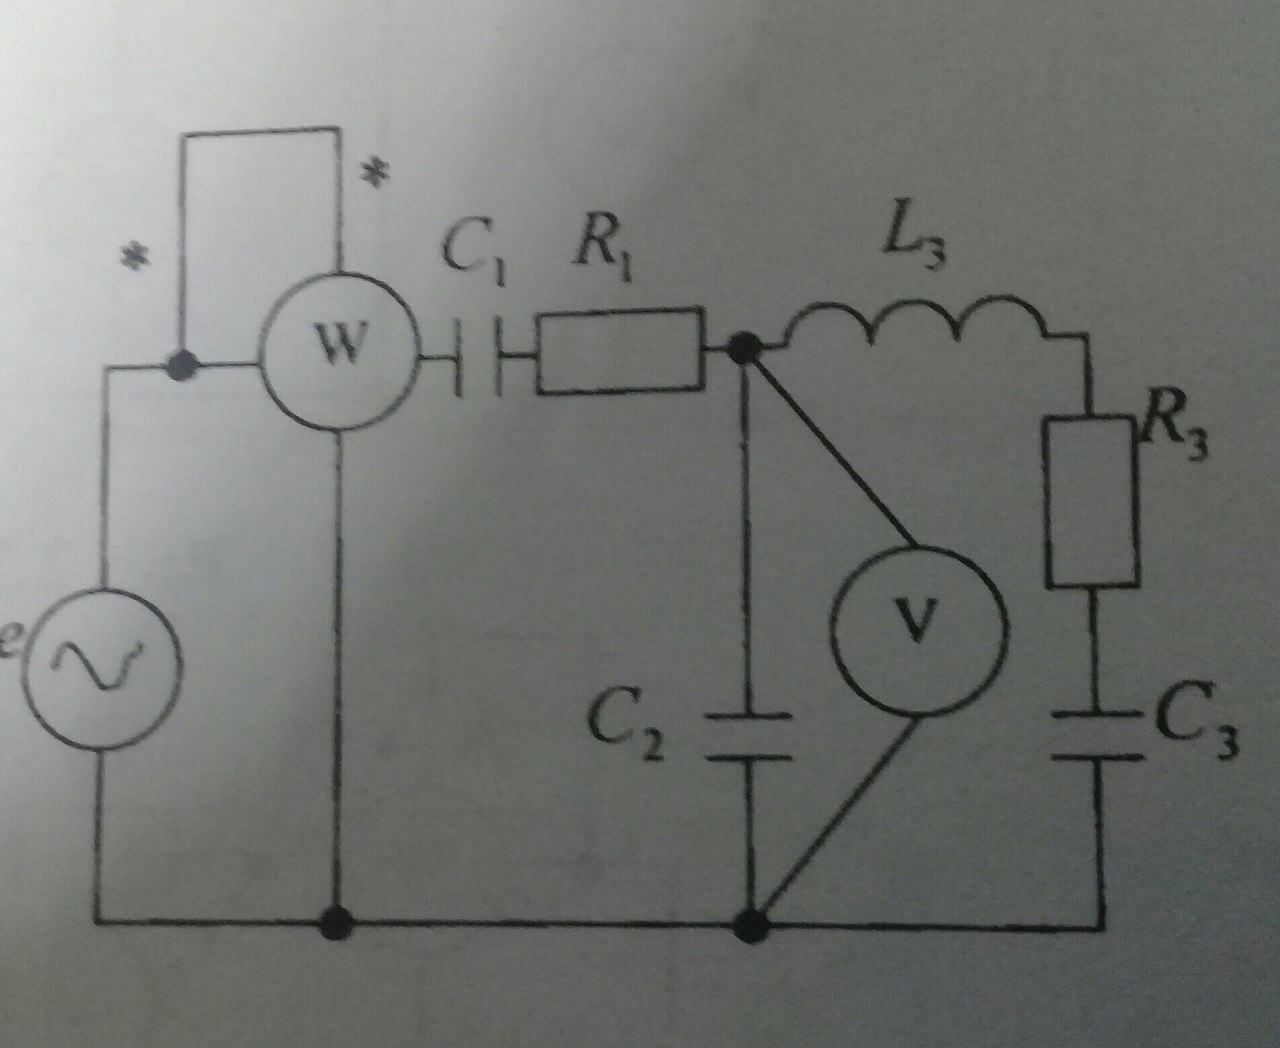 *
*
C₁
R₁
L₃
W
R₃
e
V
C₂
C₃